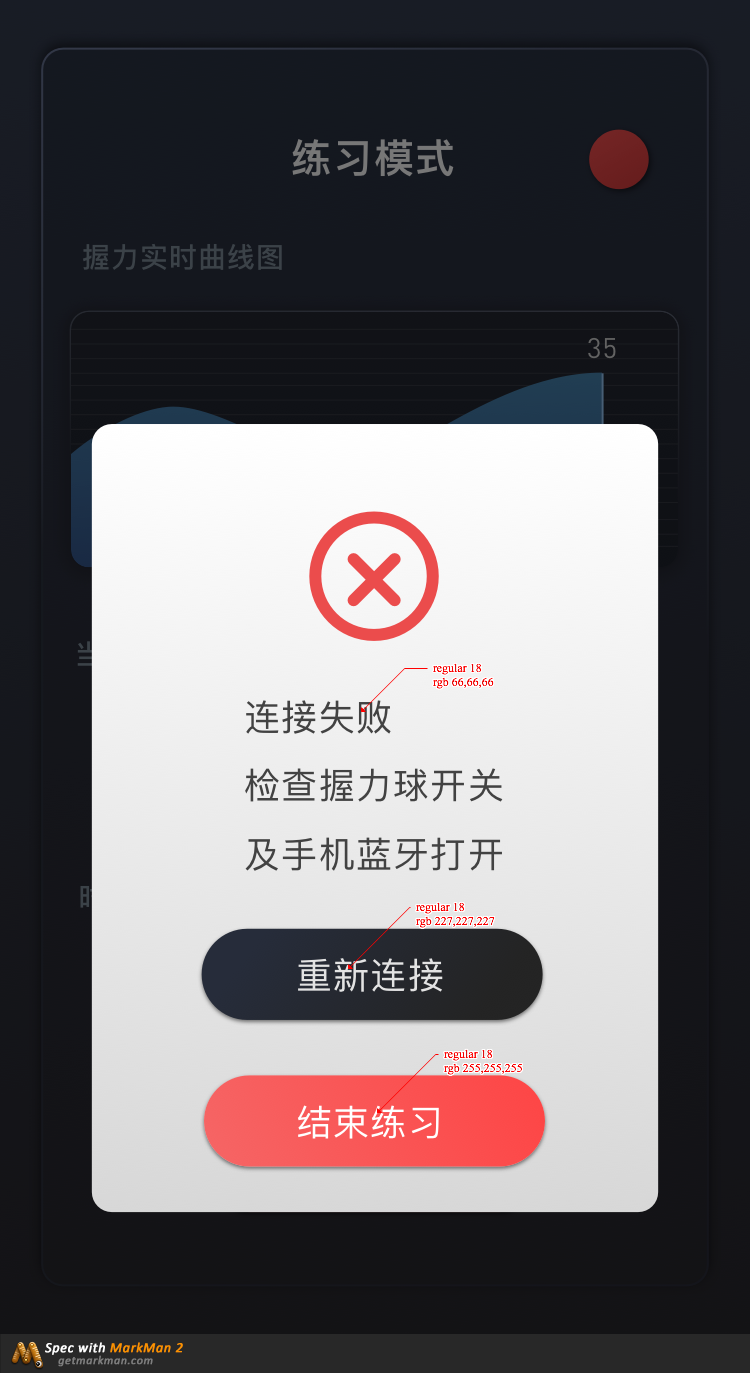 练习模式
握力实时曲线图
35
regular 18
rgb 66,66,66
连接失败
检查握力球开关
及手机蓝牙打开
regular 18
rgb 227,227,227
重新连接
regular 18
rgb 255,255,255
结束练习
Spec with MarkMan 2
getmarkman.com